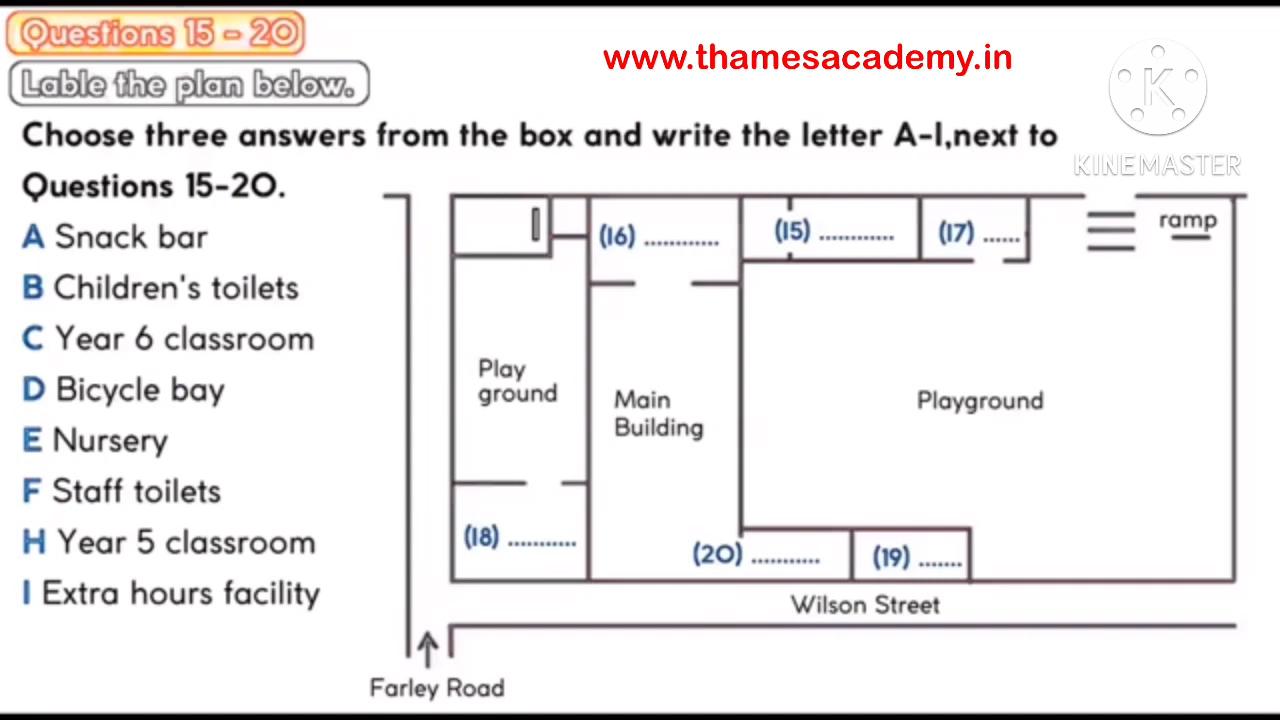 Questions 15 - 20
www.thamesacademy.in
Lable the plan below.
K
KINEMASTER
Choose three answers from the box and write the letter A-I,next to
Questions 15-20.
A Snack bar
B Children's toilets
C Year 6 classroom
D Bicycle bay
E Nursery
F Staff toilets
H Year 5 classroom
I Extra hours facility
(16) ............
(15) ............
(17) ......
ramp
Play
ground
Main
Building
Playground
(18) ...........
(20) ...........
(19) .......
Wilson Street
Farley Road